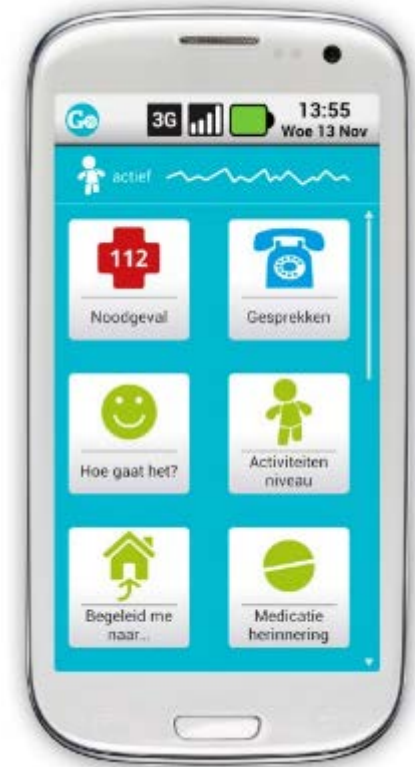 Go
3G
13:55
Woe 13 Nov
actief
112
Noodgeval
Gesprekken
Hoe gaat het?
Activiteiten
niveau
Begeleid me
naar...
Medicatie
herinnering